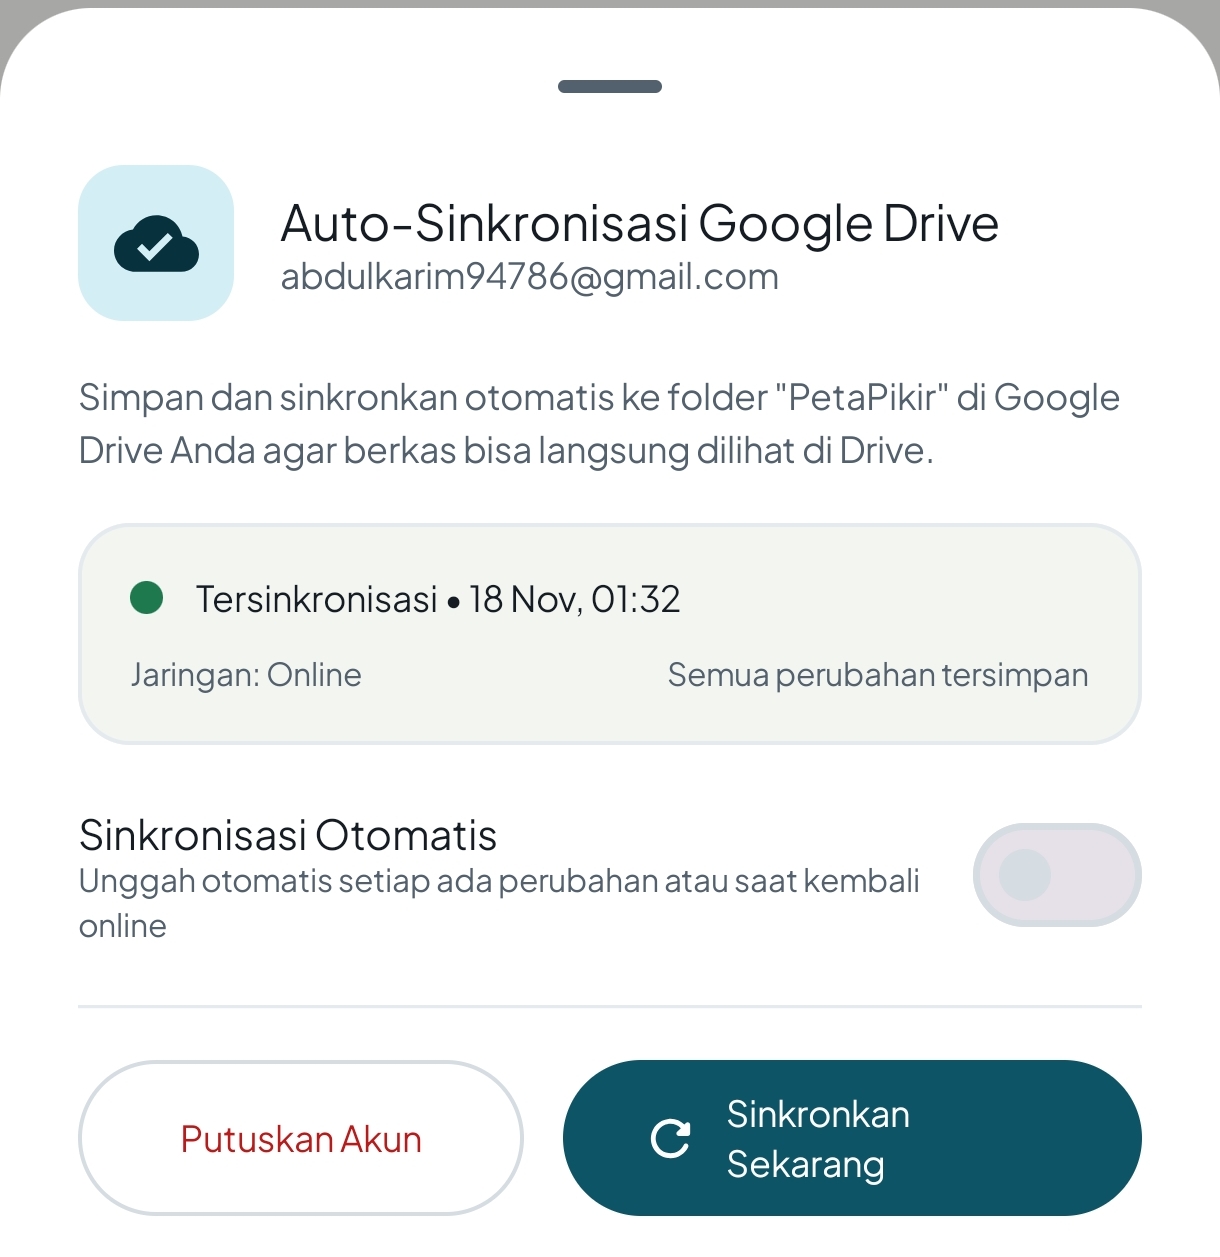 Auto-Sinkronisasi Google Drive
abdulkarim94786@gmail.com
Simpan dan sinkronkan otomatis ke folder "PetaPikir" di Google
Drive Anda agar berkas bisa langsung dilihat di Drive.
Tersinkronisasi • 18 Nov, 01:32
Jaringan: Online
Semua perubahan tersimpan
Sinkronisasi Otomatis
Unggah otomatis setiap ada perubahan atau saat kembali
online
Putuskan Akun
Sinkronkan
Sekarang